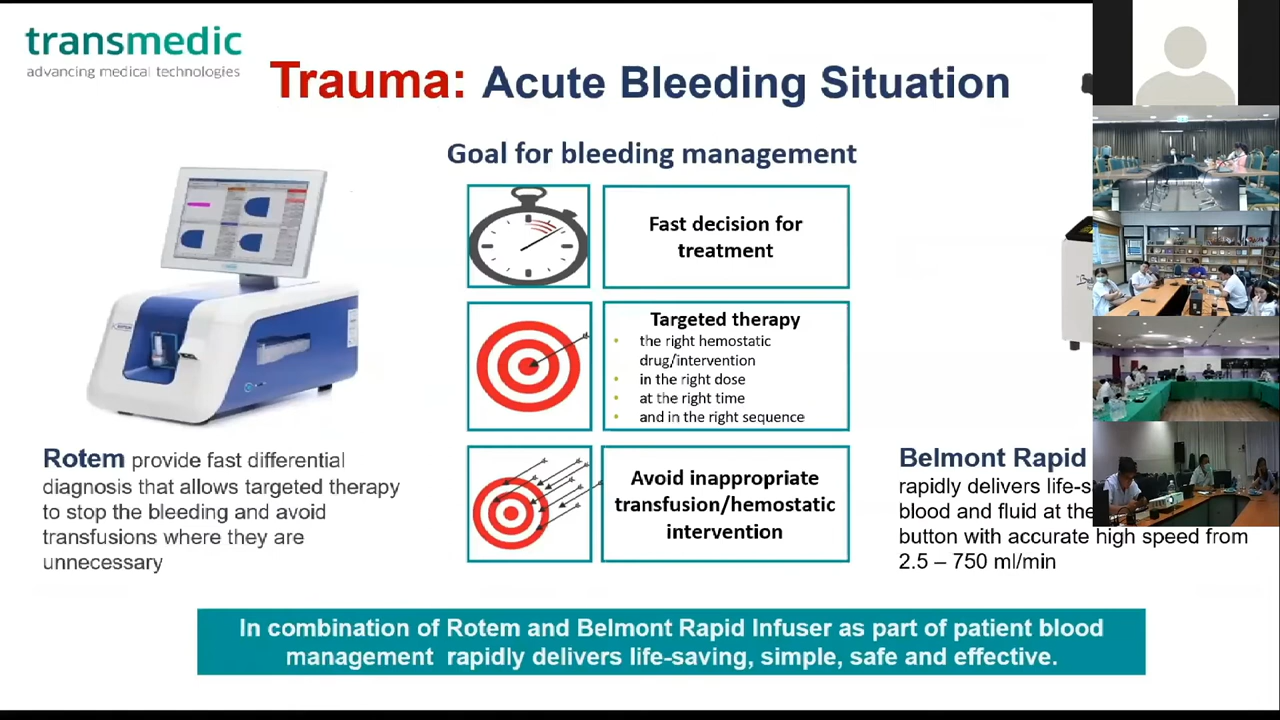 transmedic
advancing medical technologies
Trauma: Acute Bleeding Situation
Goal for bleeding management
Fast decision for
treatment
Targeted therapy
• the right hemostatic
drug/intervention
• in the right dose
• at the right time
• and in the right sequence
Avoid inappropriate
transfusion/hemostatic
intervention
Rotem provide fast differential
diagnosis that allows targeted therapy
to stop the bleeding and avoid
transfusions where they are
unnecessary
Belmont Rapid
rapidly delivers life-s
blood and fluid at the
button with accurate high speed from
2.5 – 750 ml/min
In combination of Rotem and Belmont Rapid Infuser as part of patient blood
management rapidly delivers life-saving, simple, safe and effective.